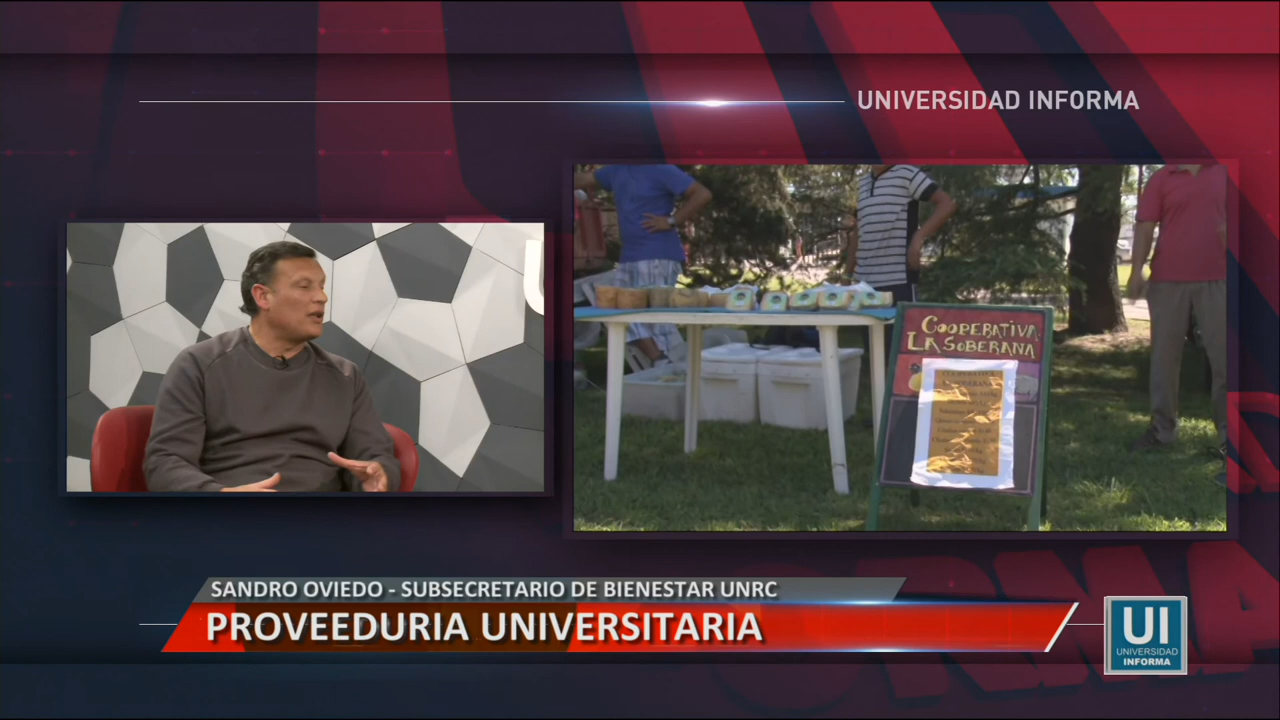 UNIVERSIDAD INFORMA
COOPERATIVA
LA SOBERANA
SANDRO OVIEDO - SUBSECRETARIO DE BIENESTAR UNRC
PROVEEDURIA UNIVERSITARIA
UI
UNIVERSIDAD
INFORMA